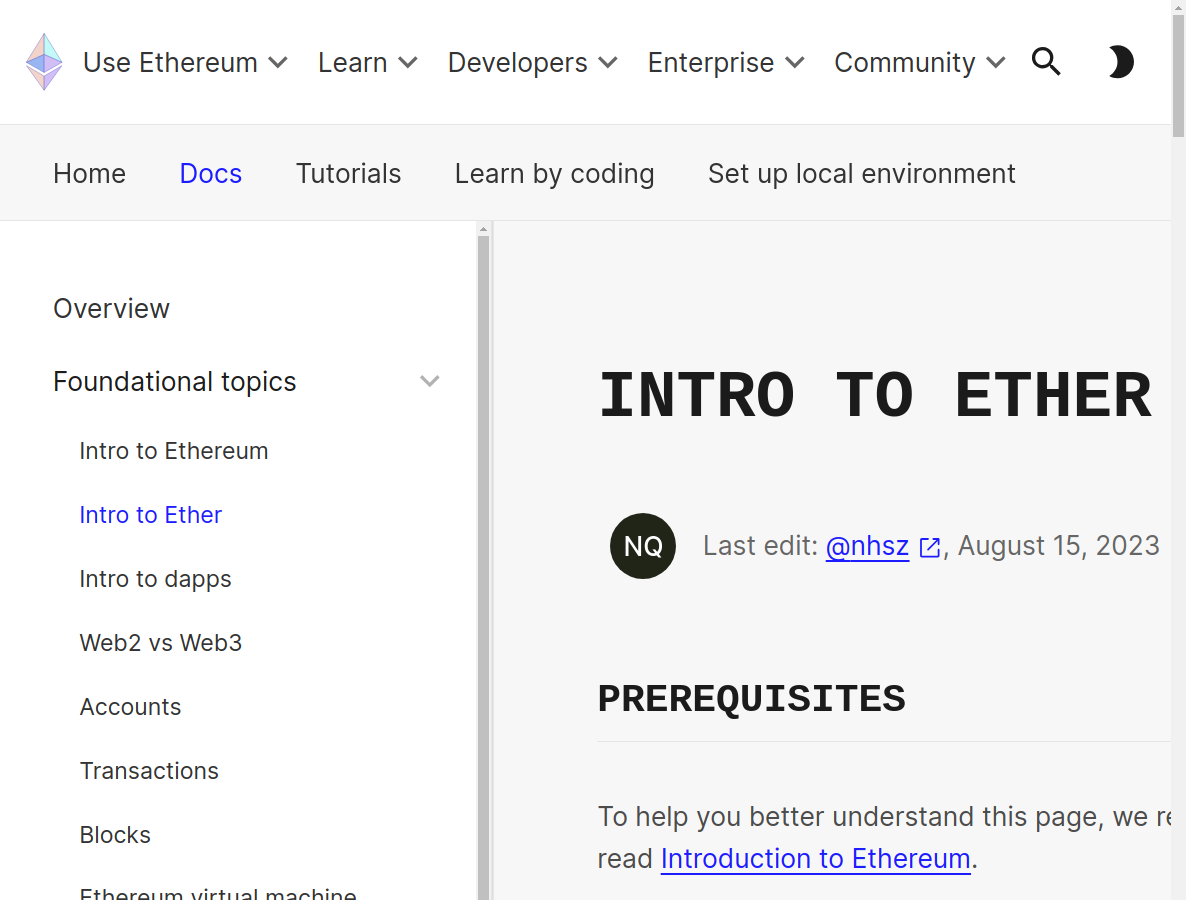 Use Ethereum Learn Developers Enterprise Community
Home Docs Tutorials Learn by coding Set up local environment
Overview
Foundational topics
Intro to Ethereum
Intro to Ether
Intro to dapps
Web2 vs Web3
Accounts
Transactions
Blocks
Ethereum virtual machine
INTRO TO ETHER
NQ Last edit: @nhsz, August 15, 2023
PREREQUISITES
To help you better understand this page, we
read Introduction to Ethereum.